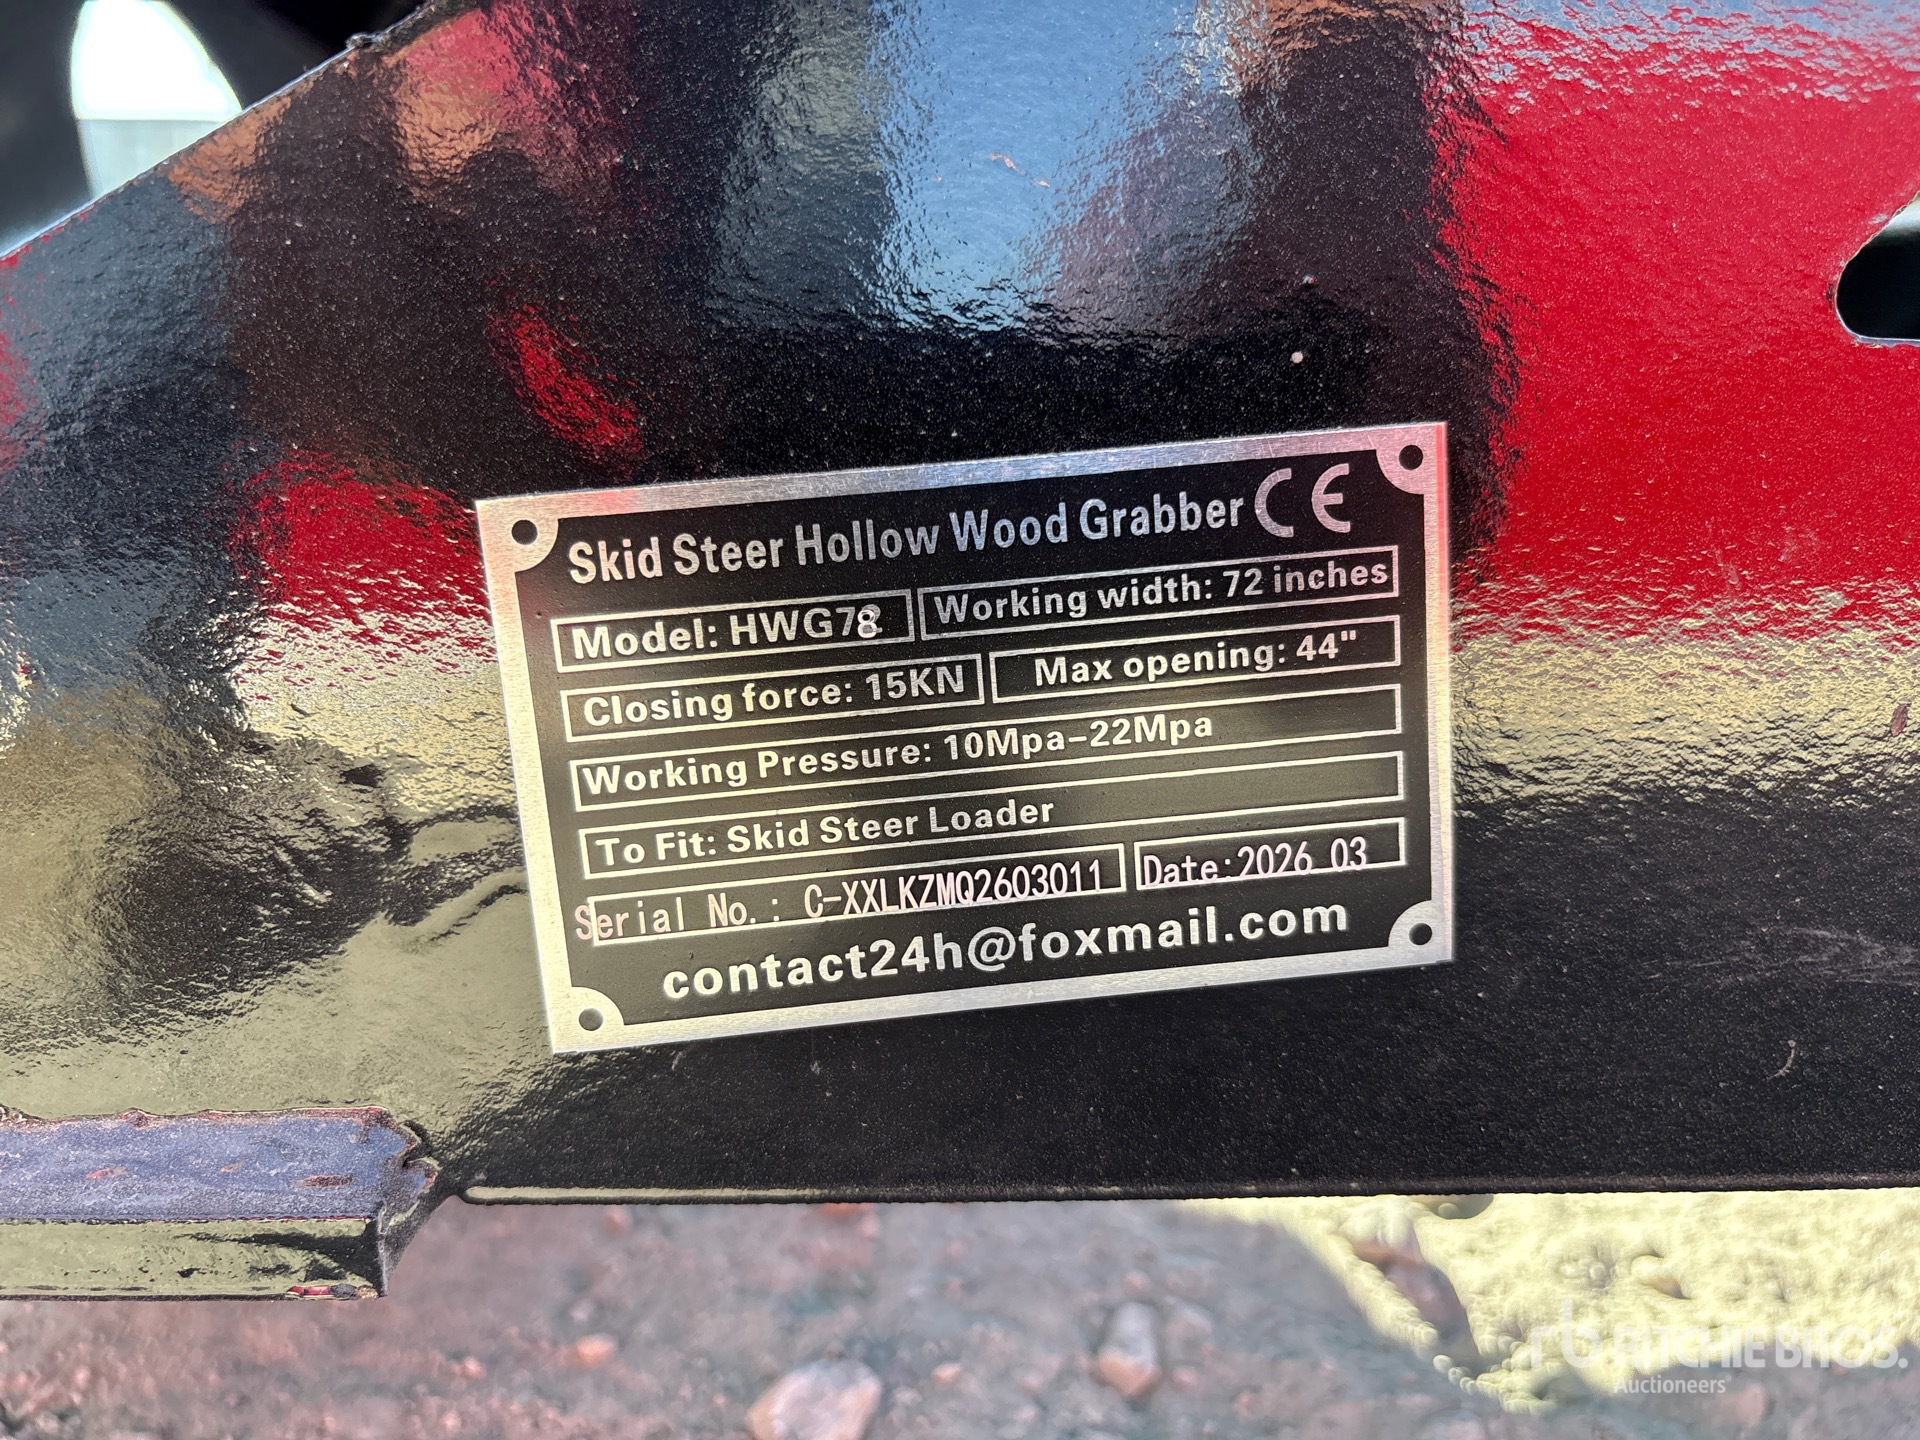 Skid Steer Hollow Wood Grabber CE
Model: HWG78 Working width: 72 inches
Closing force: 15KN Max opening: 44"
Working Pressure: 10Mpa-22Mpa
To Fit: Skid Steer Loader
Serial No.: C-XXLKZMQ2603011 Date:2026 03
contact24h@foxmail.com
rb RITCHIE BROS.
Auctioneers